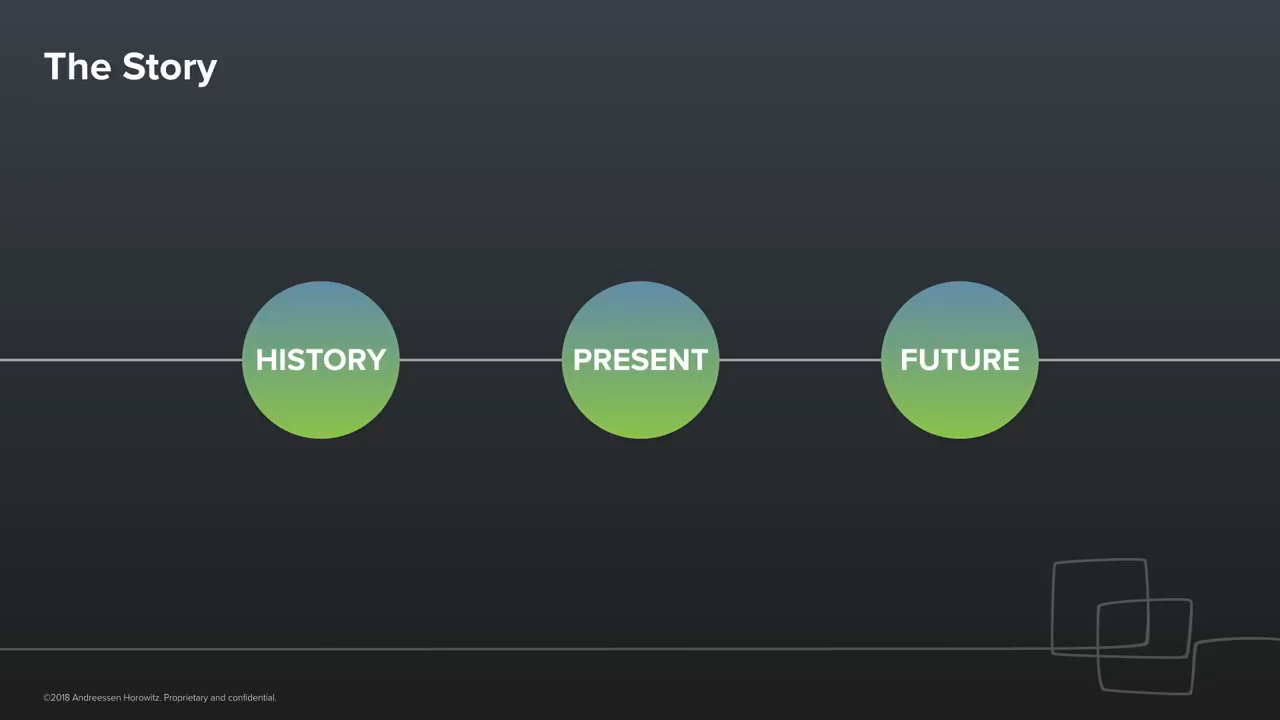 The Story
HISTORY
PRESENT
FUTURE
©2018 Andreessen Horowitz. Proprietary and confidential.